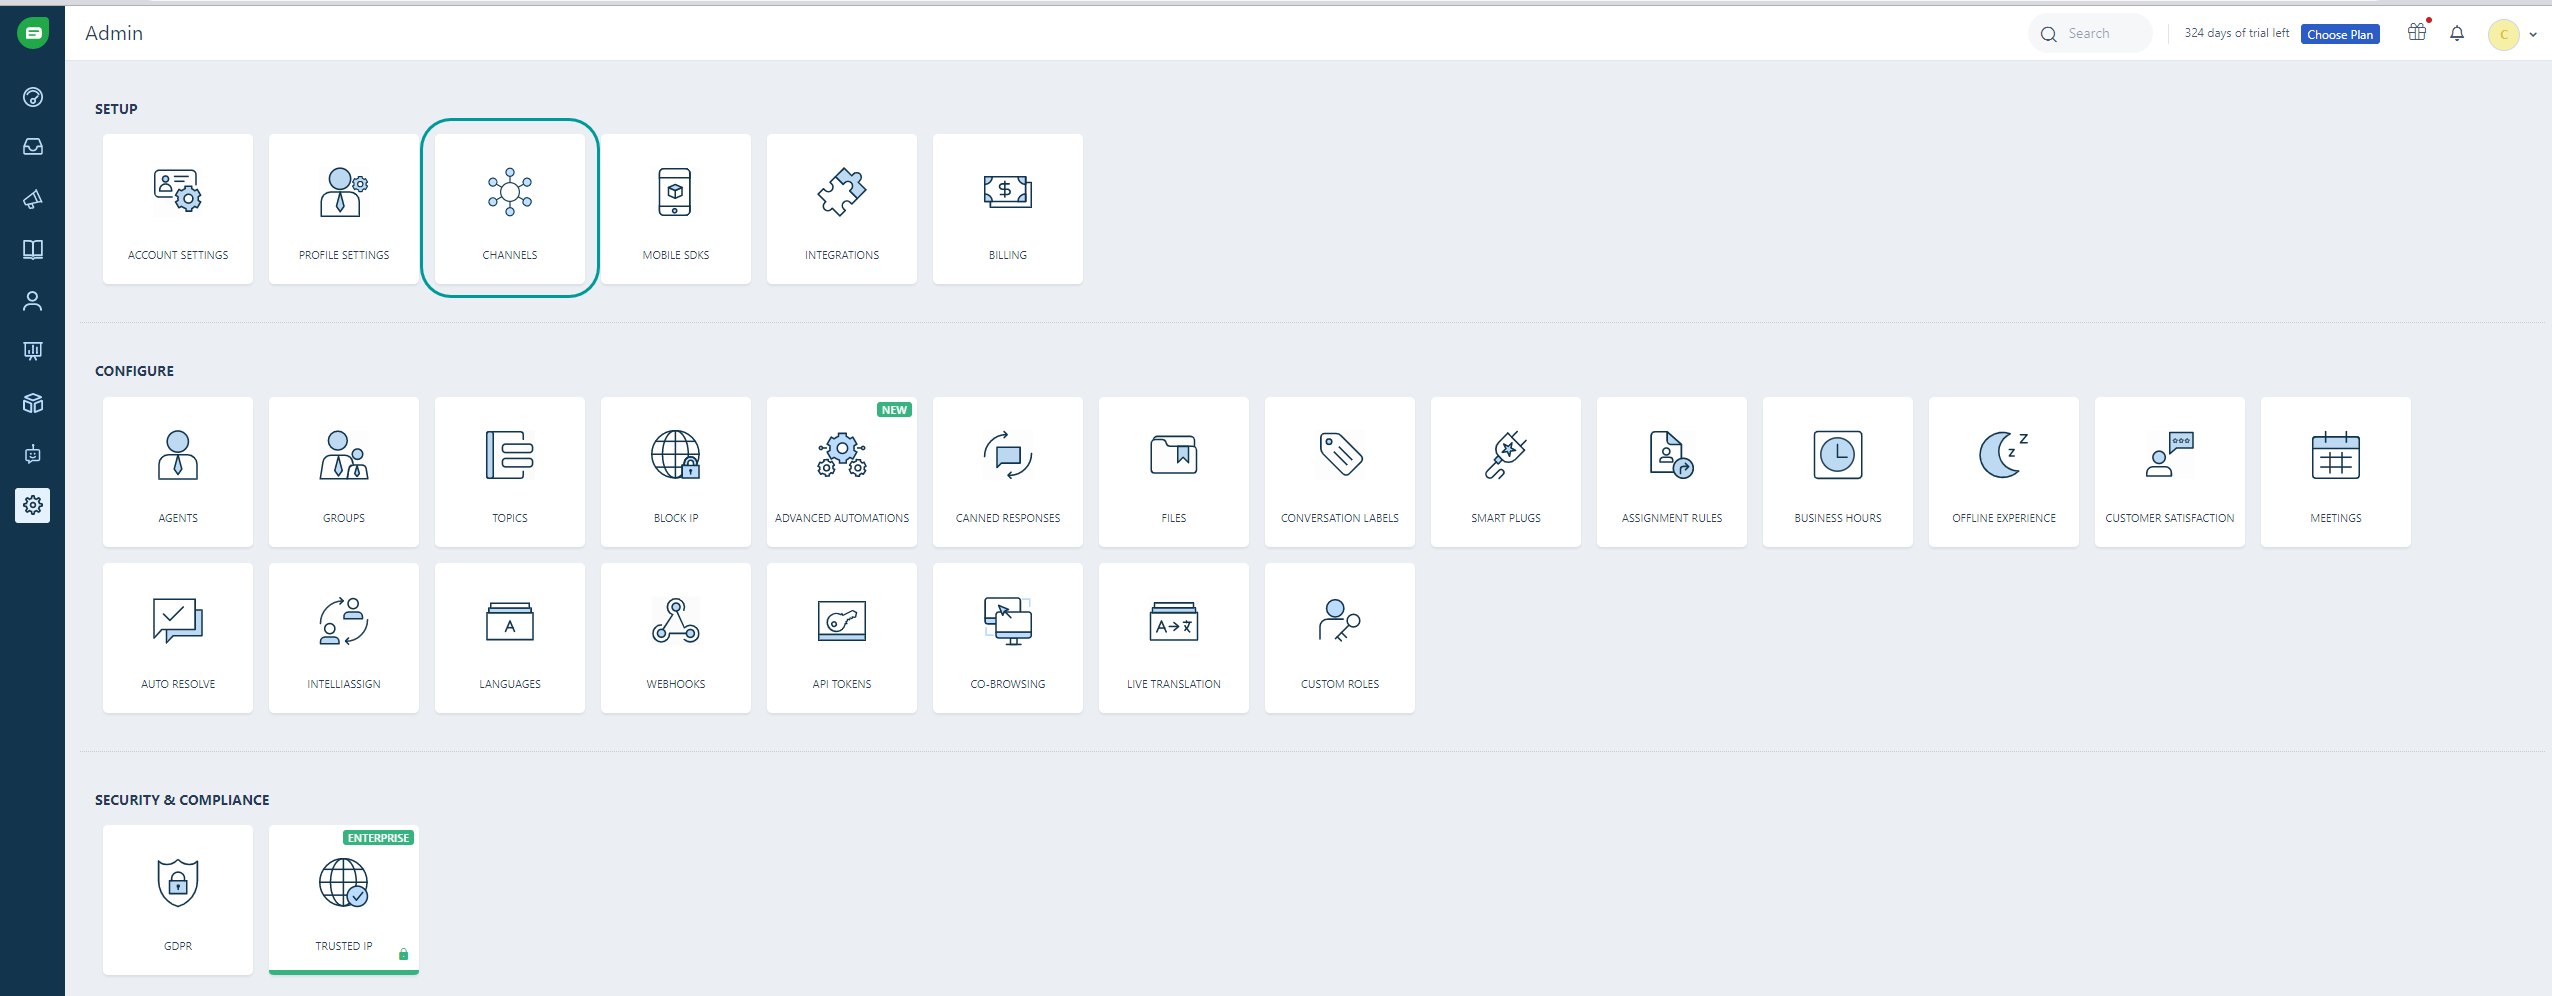 Admin
Search
324 days of trial left
Choose Plan
C
SETUP
ACCOUNT SETTINGS
PROFILE SETTINGS
CHANNELS
MOBILE SDKS
INTEGRATIONS
BILLING
CONFIGURE
NEW
AGENTS
GROUPS
TOPICS
BLOCK IP
ADVANCED AUTOMATIONS
CANNED RESPONSES
FILES
CONVERSATION LABELS
SMART PLUGS
ASSIGNMENT RULES
BUSINESS HOURS
OFFLINE EXPERIENCE
CUSTOMER SATISFACTION
MEETINGS
AUTO RESOLVE
INTELLIASSIGN
LANGUAGES
WEBHOOKS
API TOKENS
CO-BROWSING
LIVE TRANSLATION
CUSTOM ROLES
SECURITY & COMPLIANCE
ENTERPRISE
GDPR
TRUSTED IP